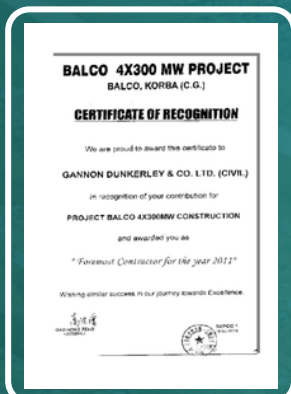 BALCO 4X300 MW PROJECT
BALCO, KORBA (C.G.)
CERTIFICATE OF RECOGNITION
We are proud to award this certificate to
GANNON DUNKERLEY & CO. LTD. (CIVIL)
in recognition of your contribution for
PROJECT BALCO 4X300MW CONSTRUCTION
and awarded you as
" Foremost Contractor for the year 2011"
Wishing similar success in our journey towards Excellence.